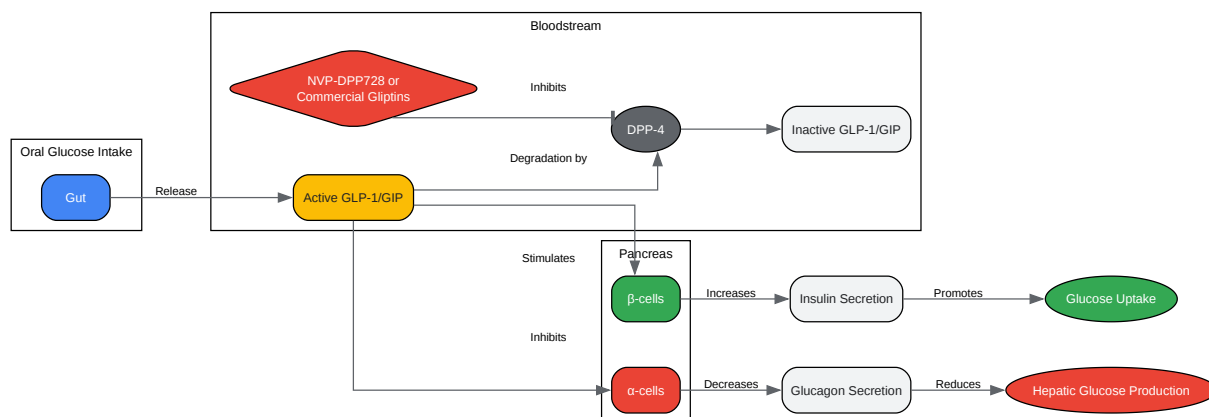 Bloodstream
NVP-DPP728 or
Commercial Gliptins
Inhibits
DPP-4
Inactive GLP-1/GIP
Oral Glucose Intake
Degradation by
Gut
Release
Active GLP-1/GIP
Stimulates
Pancreas
β-cells
Increases
Insulin Secretion
Promotes
Glucose Uptake
Inhibits
α-cells
Decreases
Glucagon Secretion
Reduces
Hepatic Glucose Production